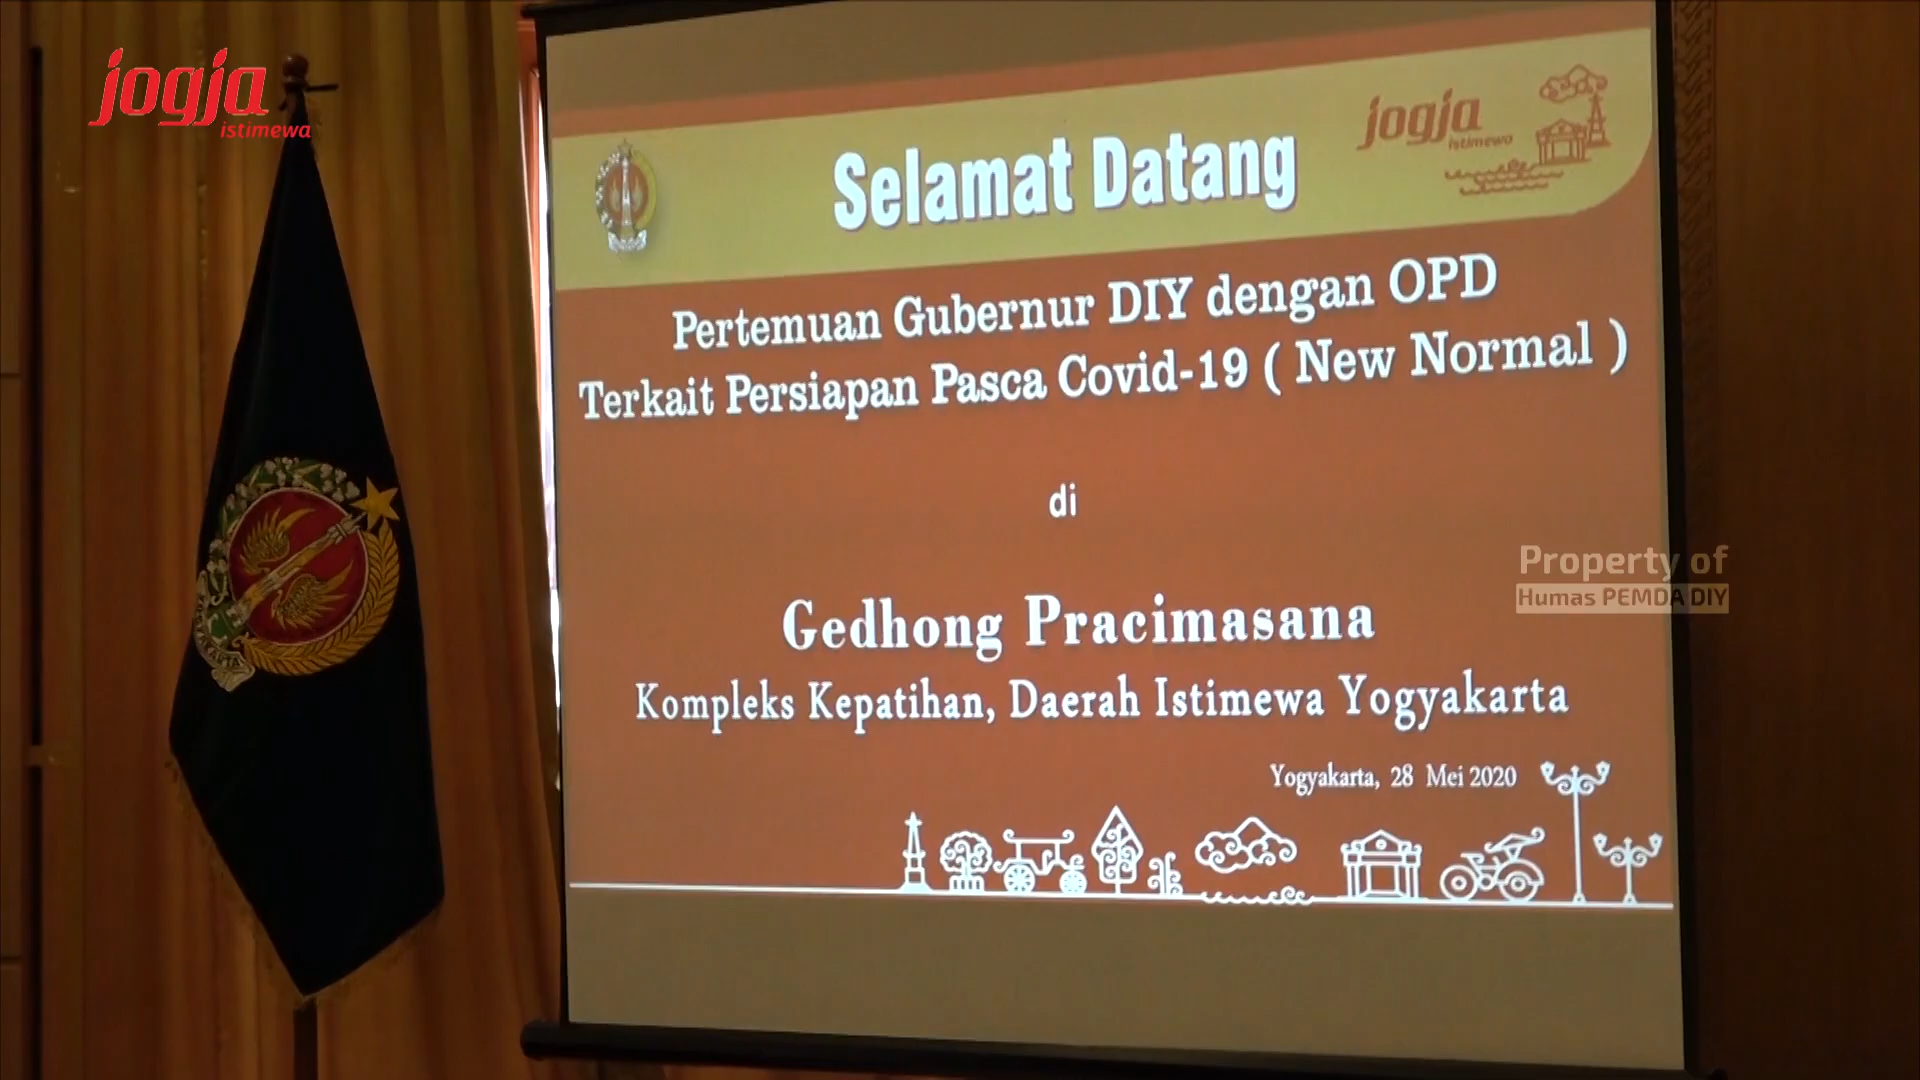 jogja
istimewa
jogja
istimewa
Selamat Datang
Pertemuan Gubernur DIY dengan OPD
Terkait Persiapan Pasca Covid-19 ( New Normal )
di
Gedhong Pracimasana
Kompleks Kepatihan, Daerah Istimewa Yogyakarta
Yogyakarta, 28 Mei 2020
Property of
Humas PEMDA DIY